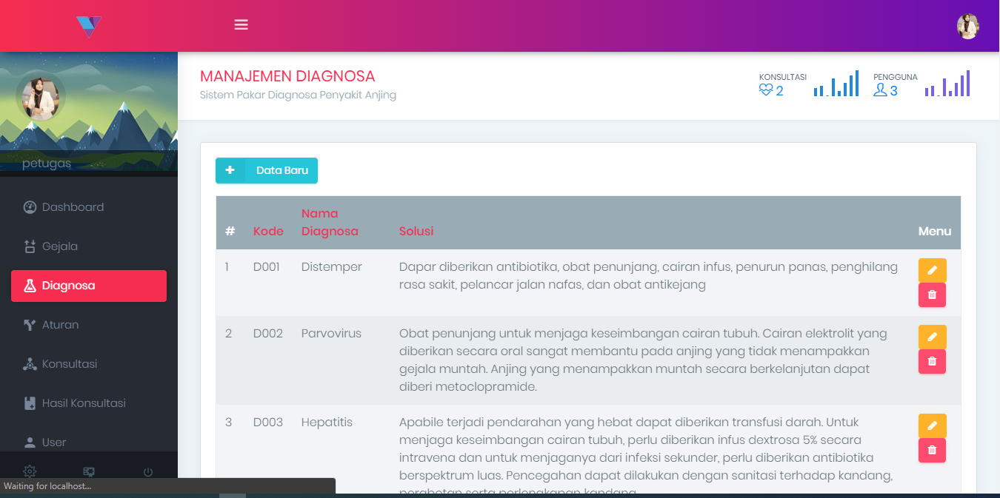 KONSULTASI
2
PENGGUNA
3
MANAJEMEN DIAGNOSA
Sistem Pakar Diagnosa Penyakit Anjing
petugas
Dashboard
Gejala
Diagnosa
Aturan
Konsultasi
Hasil Konsultasi
User
Waiting for localhost...
Data Baru
# Kode Nama Diagnosa Solusi Menu
1 D001 Distemper Dapar diberikan antibiotika, obat penunjang, cairan infus, penurun panas, penghilang
rasa sakit, pelancar jalan nafas, dan obat antikejang
2 D002 Parvovirus Obat penunjang untuk menjaga keseimbangan cairan tubuh. Cairan elektrolit yang
diberikan secara oral sangat membantu pada anjing yang tidak menampakkan
gejala muntah. Anjing yang menampakkan muntah secara berkelanjutan dapat
diberi metoclopramide.
3 D003 Hepatitis Apabile terjadi pendarahan yang hebat dapat diberikan transfusi darah. Untuk
menjaga keseimbangan cairan tubuh, perlu diberikan infus dextrosa 5% secara
intravena dan untuk menjaganya dari infeksi sekunder, perlu diberikan antibiotika
berspektrum luas. Pencegahan dapat dilakukan dengan sanitasi terhadap kandang,
perabotan serta perlengkapan kandang